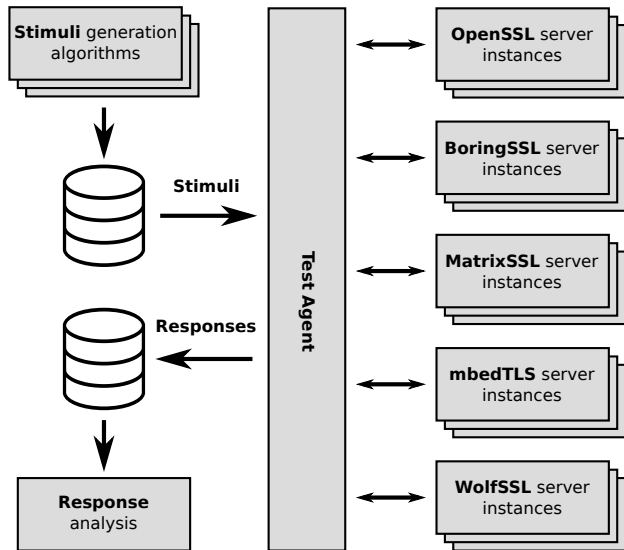 Stimuli generation
algorithms
Stimuli
Responses
Response
analysis
Test Agent
OpenSSL server
instances
BoringSSL server
instances
MatrixSSL server
instances
mbedTLS server
instances
WolfSSL server
instances